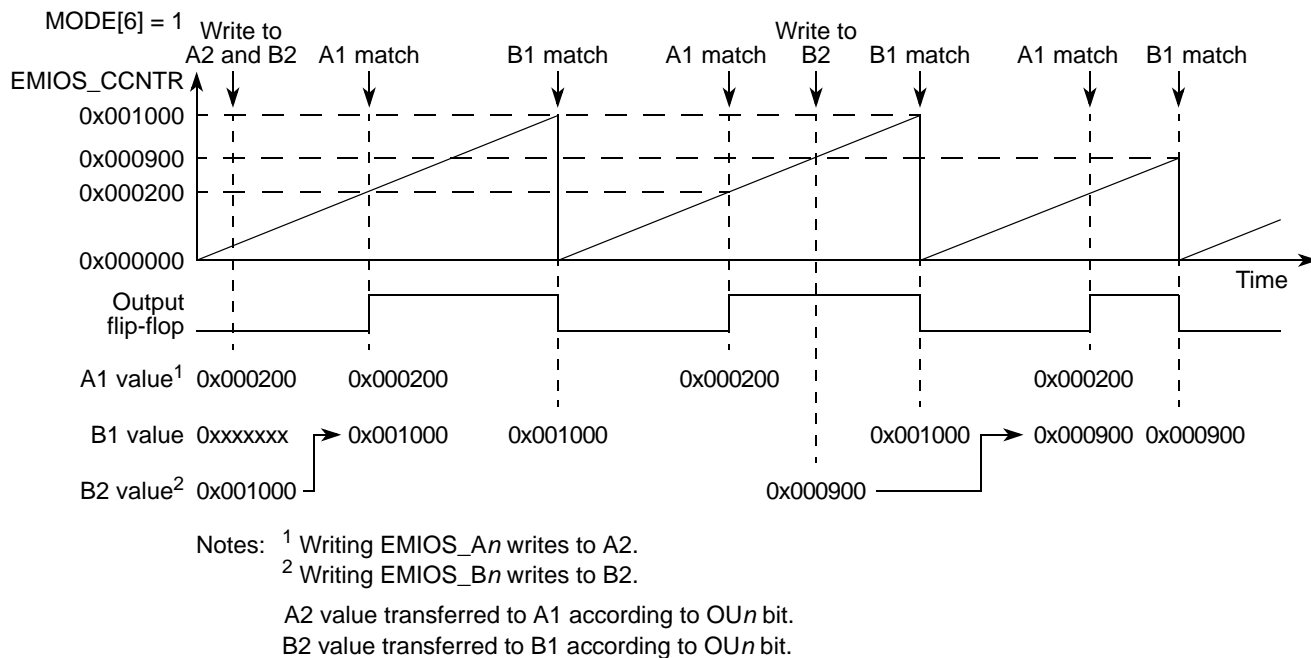 MODE[6] = 1
Write to
A2 and B2
A1 match
B1 match
A1 match
Write to
B2
B1 match
A1 match
B1 match
EMIOS_CCNTR
0x001000
0x000900
0x000200
0x000000
Time
Output
flip-flop
A1 value1 0x000200 0x000200 0x000200 0x000200
B1 value 0xxxxxxx 0x001000 0x001000 0x001000 0x000900 0x000900
B2 value2 0x001000 0x000900
Notes: 1 Writing EMIOS_An writes to A2.
2 Writing EMIOS_Bn writes to B2.
A2 value transferred to A1 according to OUn bit.
B2 value transferred to B1 according to OUn bit.